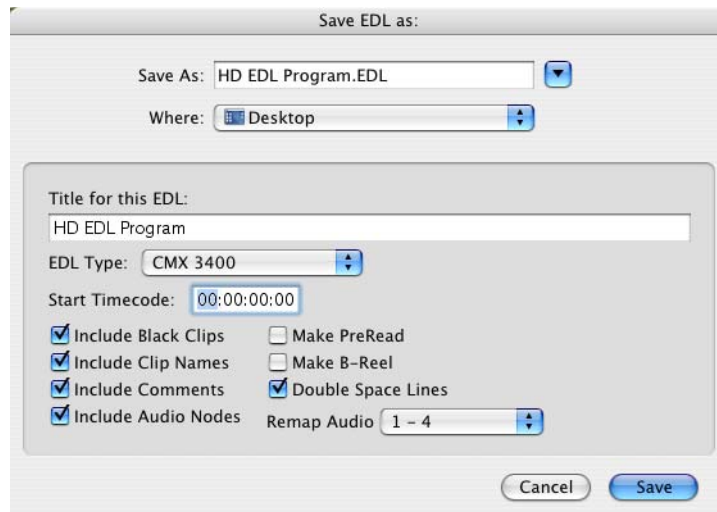 Save EDL as:
Save As: HD EDL Program.EDL
Where: Desktop
Title for this EDL:
HD EDL Program
EDL Type: CMX 3400
Start Timecode: 00:00:00:00
Include Black Clips Make PreRead
Include Clip Names Make B-Reel
Include Comments Double Space Lines
Include Audio Nodes Remap Audio 1 - 4
Cancel Save